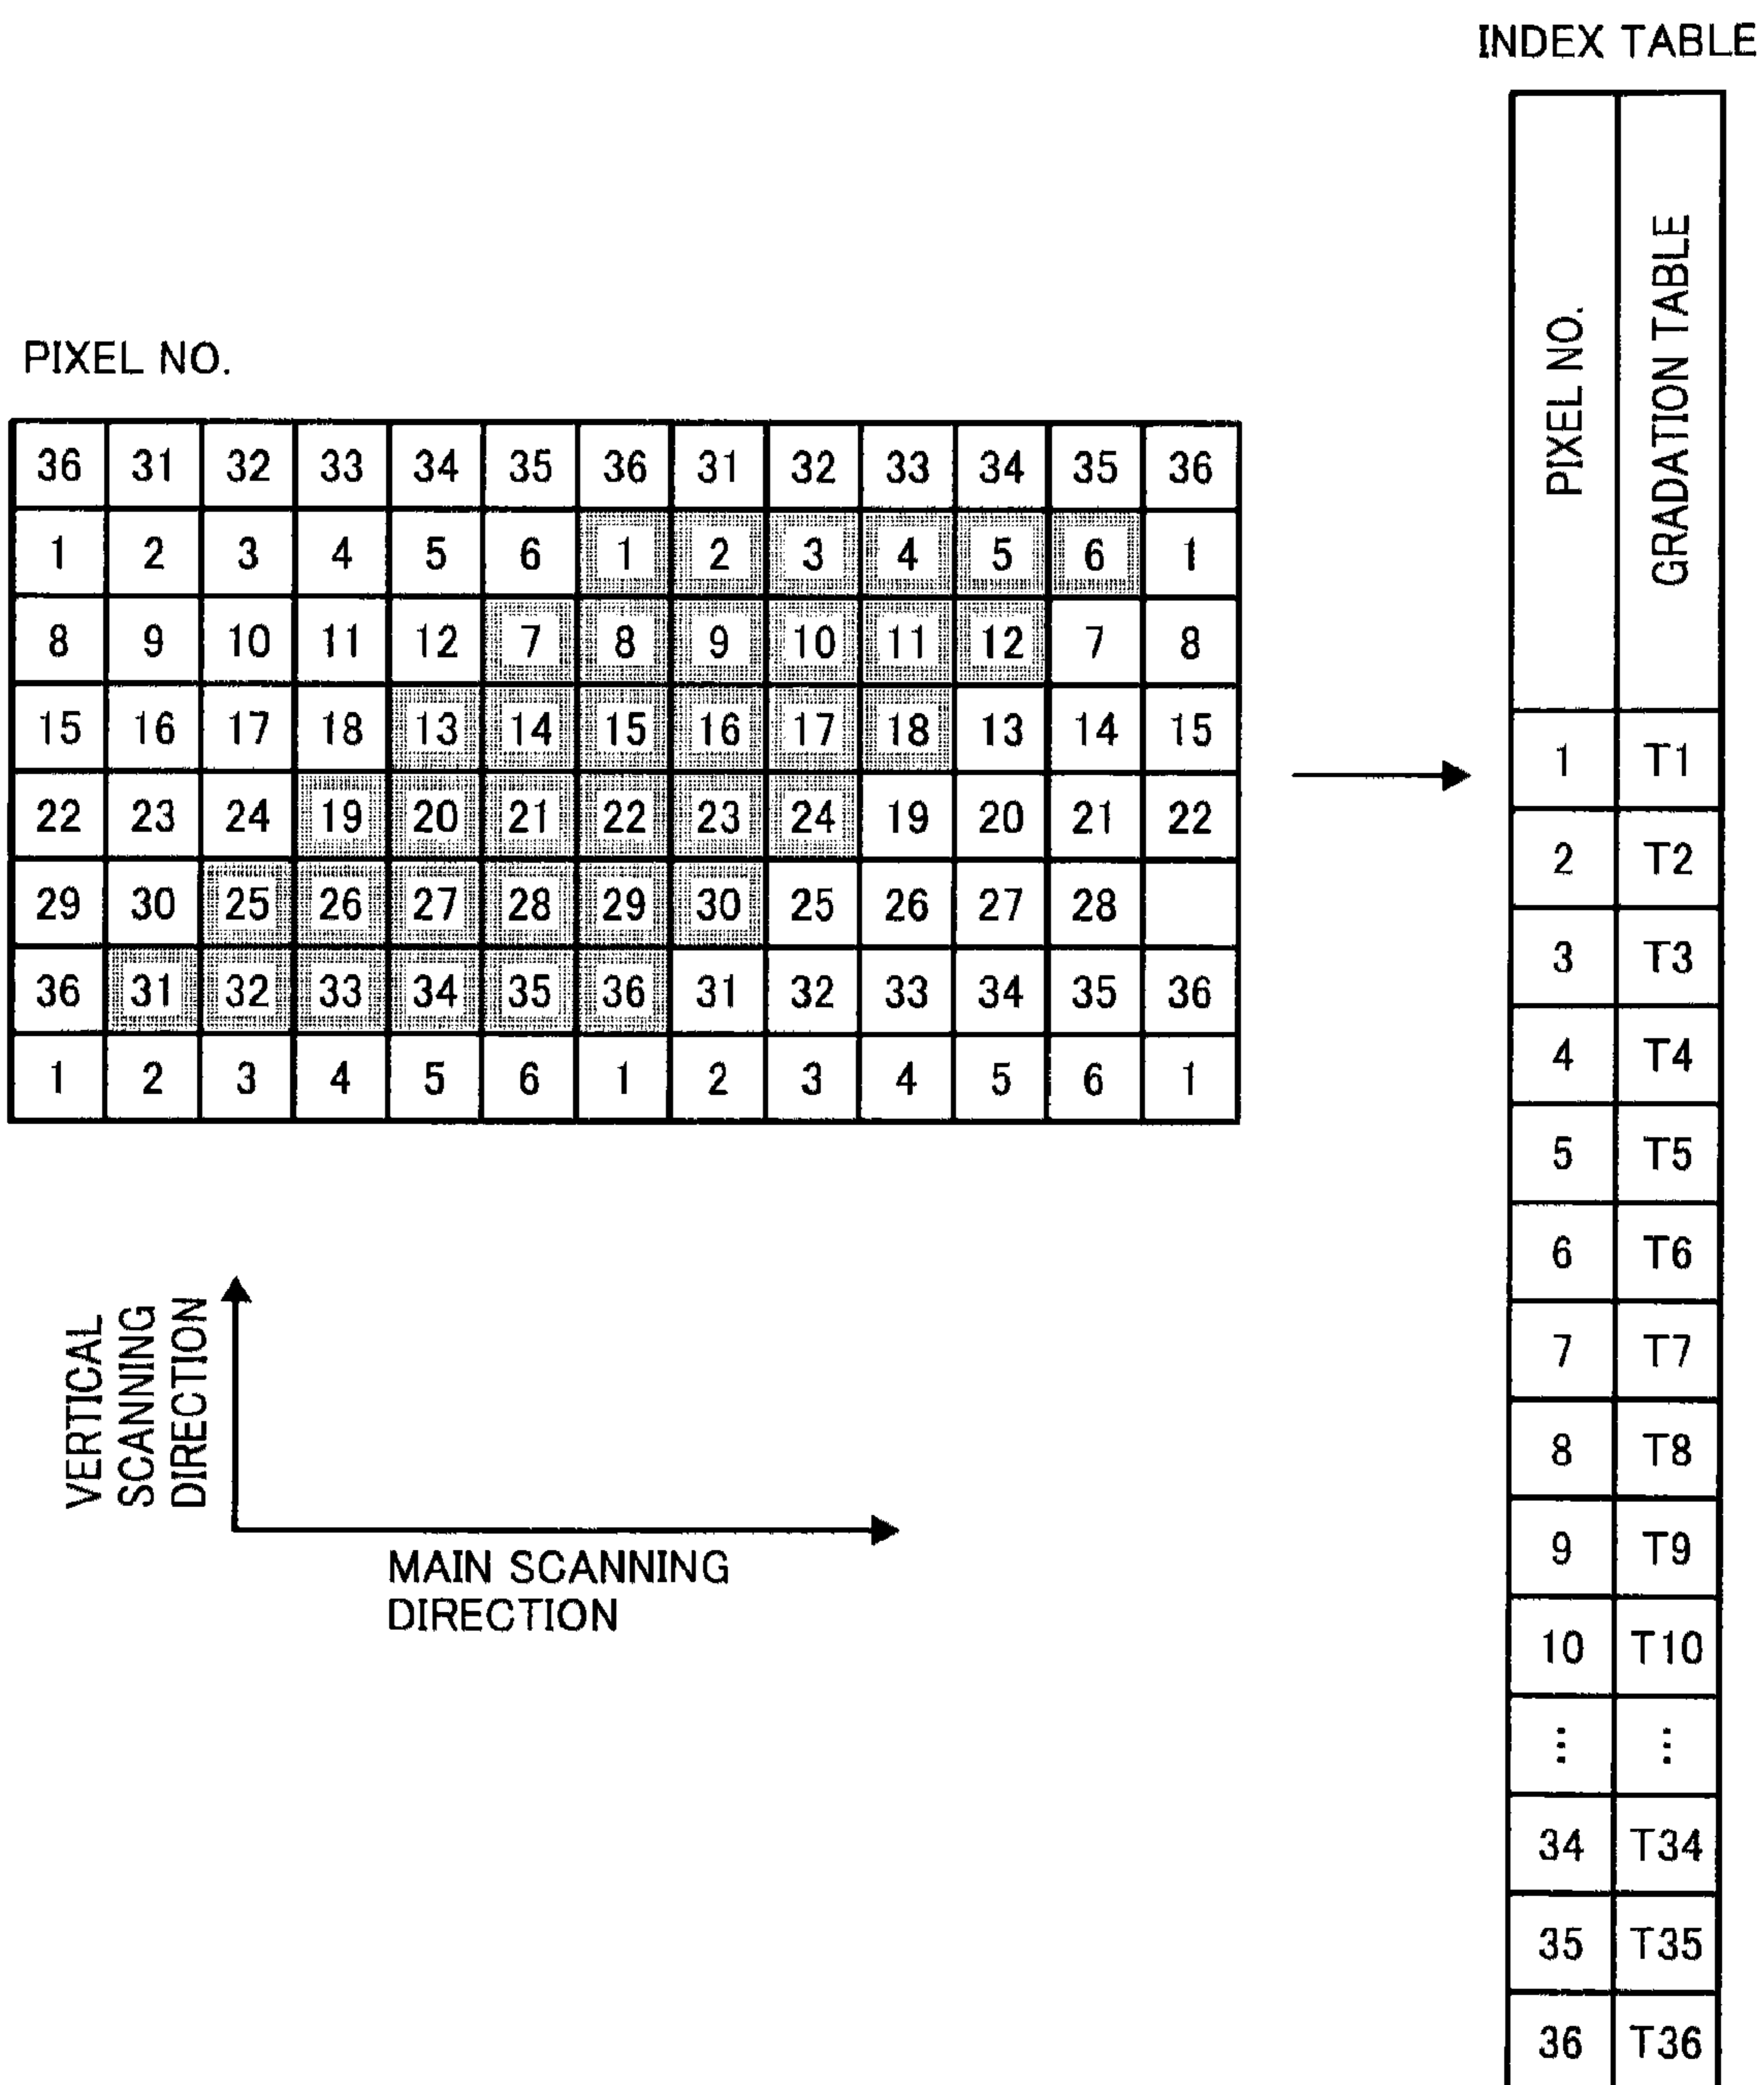 INDEX TABLE
PIXEL NO.
36 31 32 33 34 35 36 31 32 33 34 35 36
1 2 3 4 5 6 1 2 3 4 5 6 1
8 9 10 11 12 7 8 9 10 11 12 7 8
15 16 17 18 13 14 15 16 17 18 13 14 15
22 23 24 19 20 21 22 23 24 19 20 21 22
29 30 25 26 27 28 29 30 25 26 27 28
36 31 32 33 34 35 36 31 32 33 34 35 36
1 2 3 4 5 6 1 2 3 4 5 6 1
VERTICAL
SCANNING
DIRECTION
MAIN SCANNING
DIRECTION
PIXEL NO.
GRADATION TABLE
1 T1
2 T2
3 T3
4 T4
5 T5
6 T6
7 T7
8 T8
9 T9
10 T10
⋮ ⋮
34 T34
35 T35
36 T36